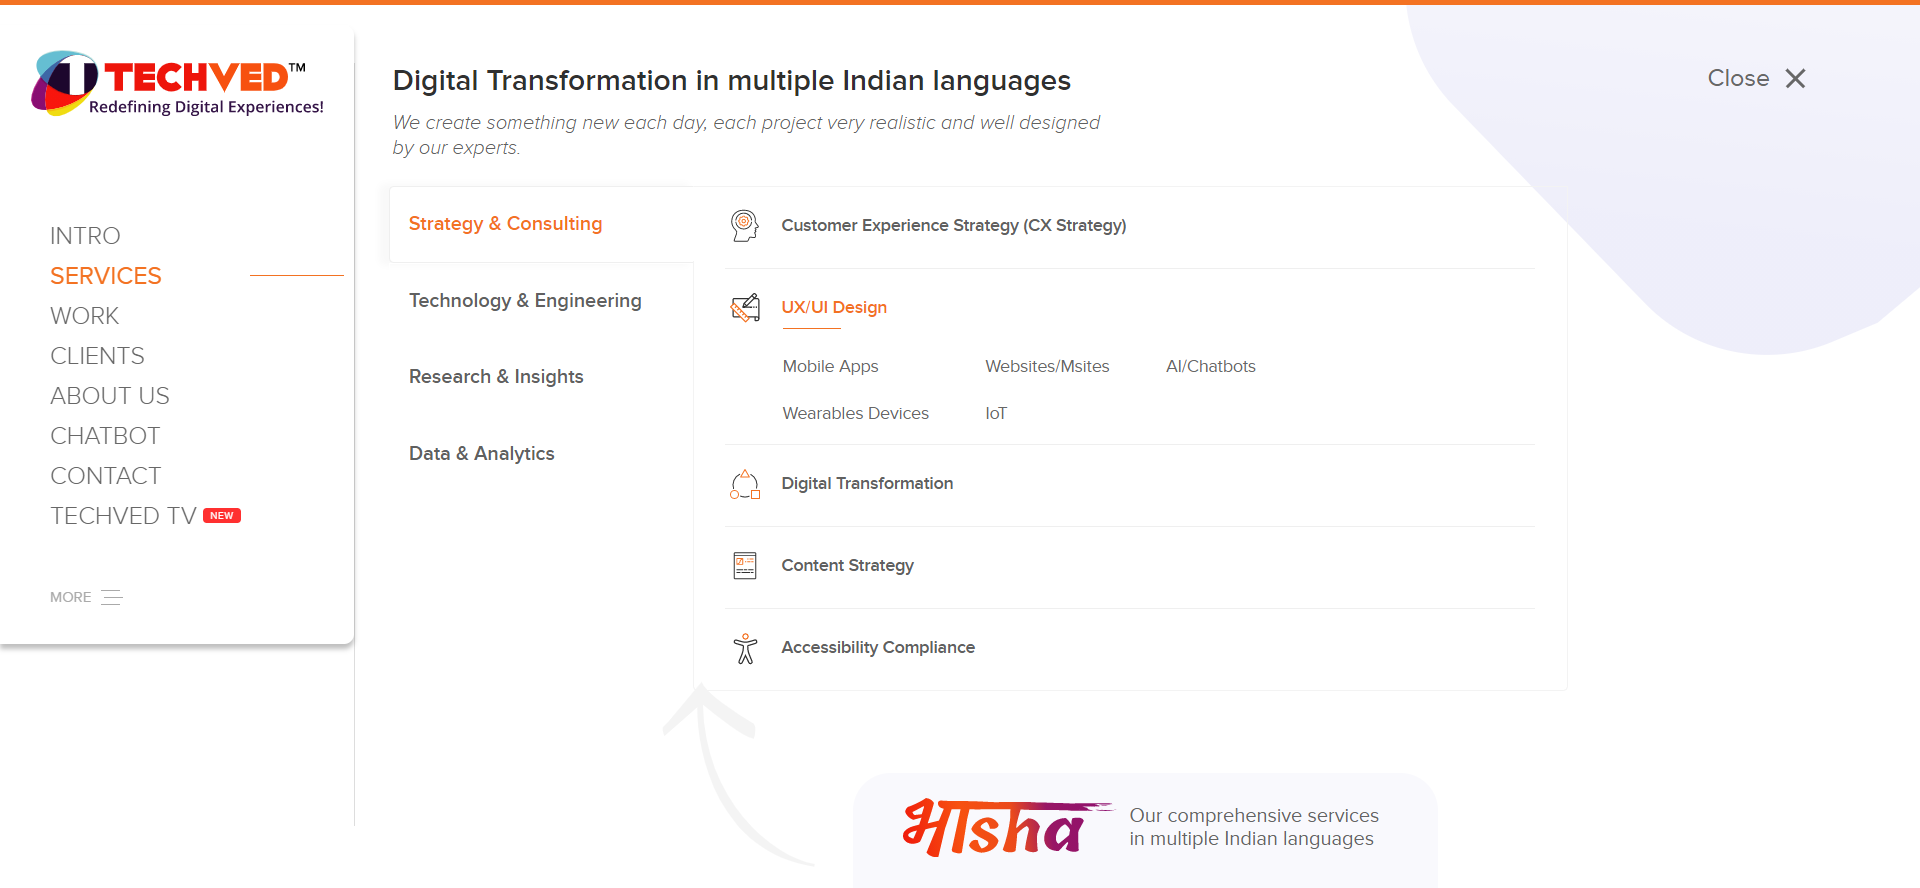 TECHVED™
Redefining Digital Experiences!
INTRO
SERVICES
WORK
CLIENTS
ABOUT US
CHATBOT
CONTACT
TECHVED TV NEW
MORE
Digital Transformation in multiple Indian languages
We create something new each day, each project very realistic and well designed
by our experts.
Close
Strategy & Consulting
Technology & Engineering
Research & Insights
Data & Analytics
Customer Experience Strategy (CX Strategy)
UX/UI Design
Mobile Apps Websites/Msites AI/Chatbots
Wearables Devices IoT
Digital Transformation
Content Strategy
Accessibility Compliance
भाsha
Our comprehensive services
in multiple Indian languages